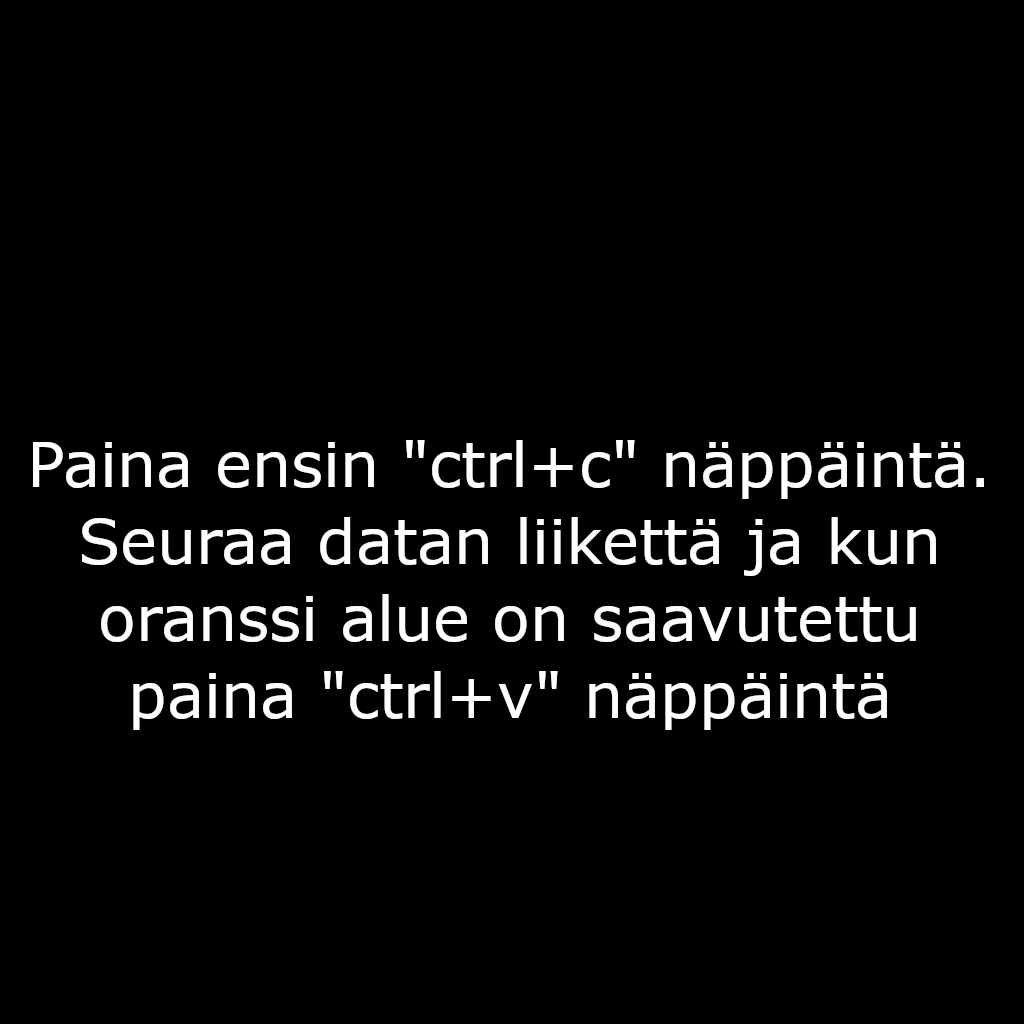 Paina ensin "ctrl+c" näppäintä.
Seuraa datan liikettä ja kun
oranssi alue on saavutettu
paina "ctrl+v" näppäintä